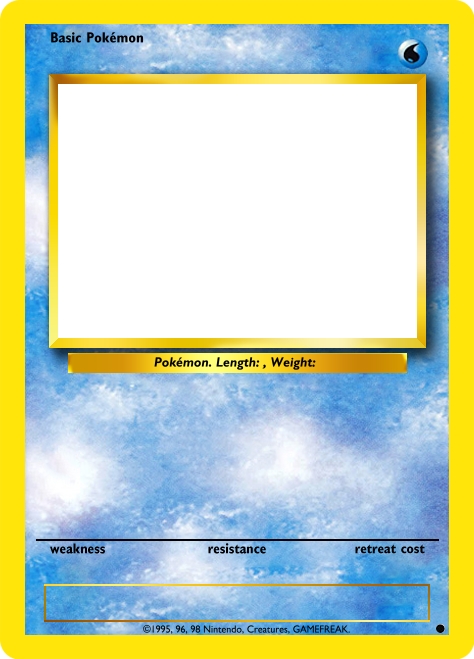 Basic Pokémon
Pokémon. Length: , Weight:
weakness resistance retreat cost
©1995, 96, 98 Nintendo, Creatures, GAMEFREAK.